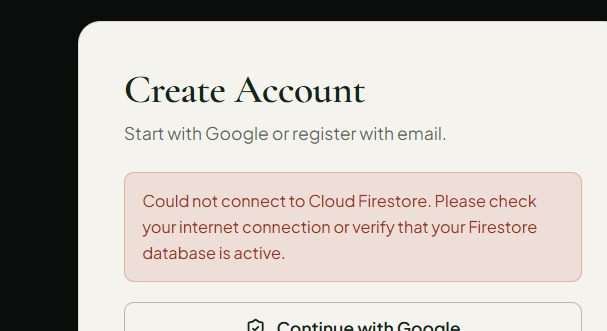 Create Account
Start with Google or register with email.
Could not connect to Cloud Firestore. Please check
your internet connection or verify that your Firestore
database is active.
Continue with Google